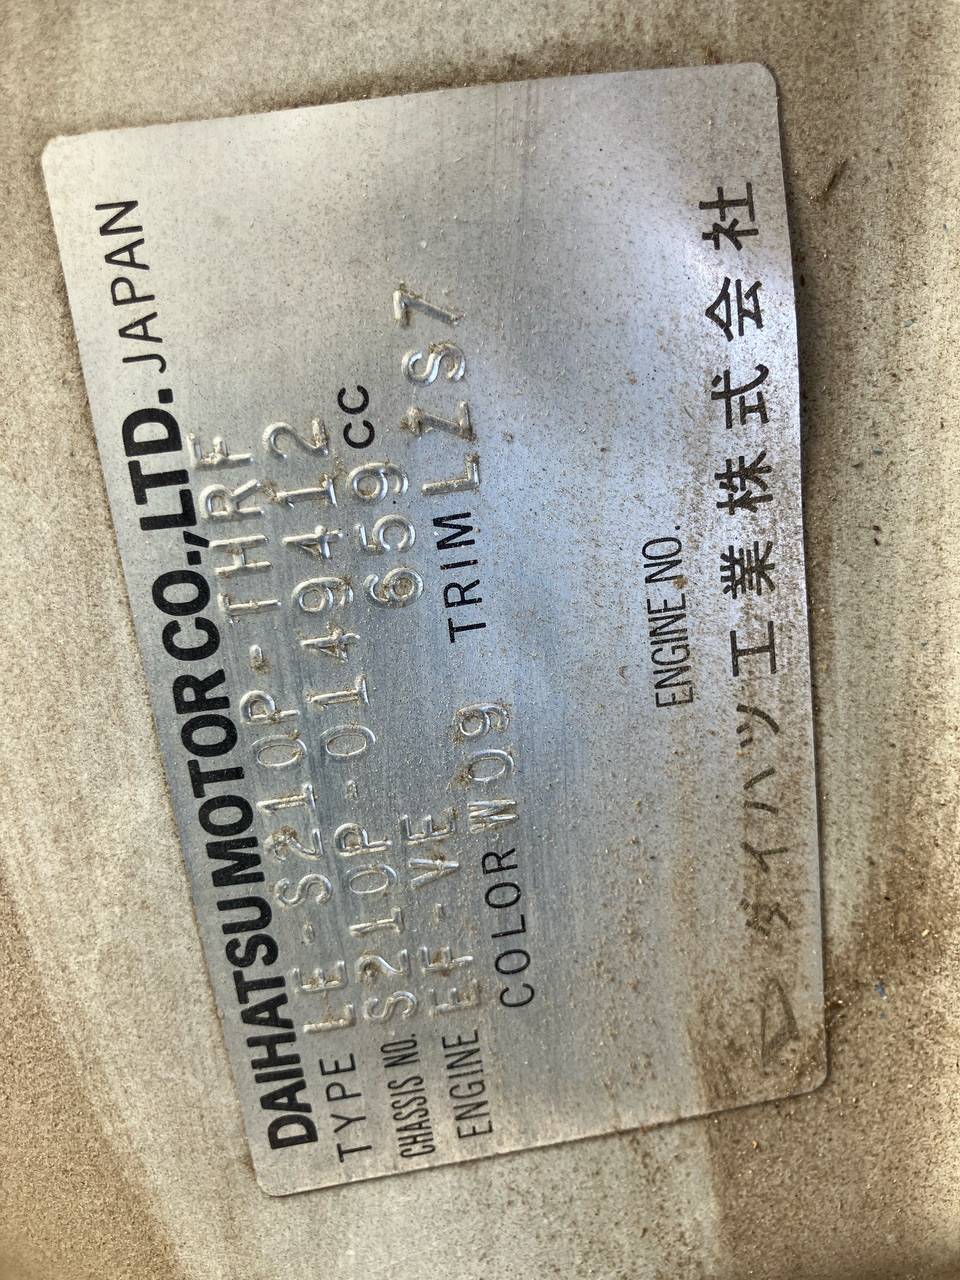 DAIHATSU MOTOR CO.,LTD. JAPAN
TYPE LE-S210P-THRF
CHASSIS NO. S210P-0149412
ENGINE EF-VE 659 CC
COLOR W09 TRIM LZS7
ENGINE NO.
ダイハツ工業株式会社